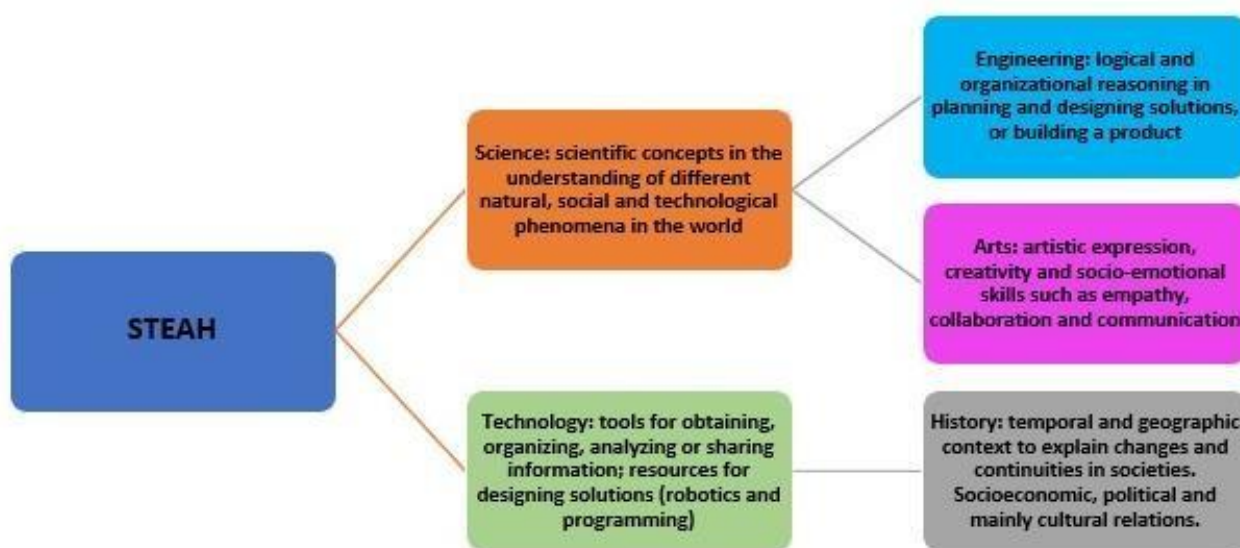 STEAH
Science: scientific concepts in the
understanding of different
natural, social and technological
phenomena in the world
Technology: tools for obtaining,
organizing, analyzing or sharing
information; resources for
designing solutions (robotics and
programming)
Engineering: logical and
organizational reasoning in
planning and designing solutions,
or building a product
Arts: artistic expression,
creativity and socio-emotional
skills such as empathy,
collaboration and communication
History: temporal and geographic
context to explain changes and
continuities in societies.
Socioeconomic, political and
mainly cultural relations.